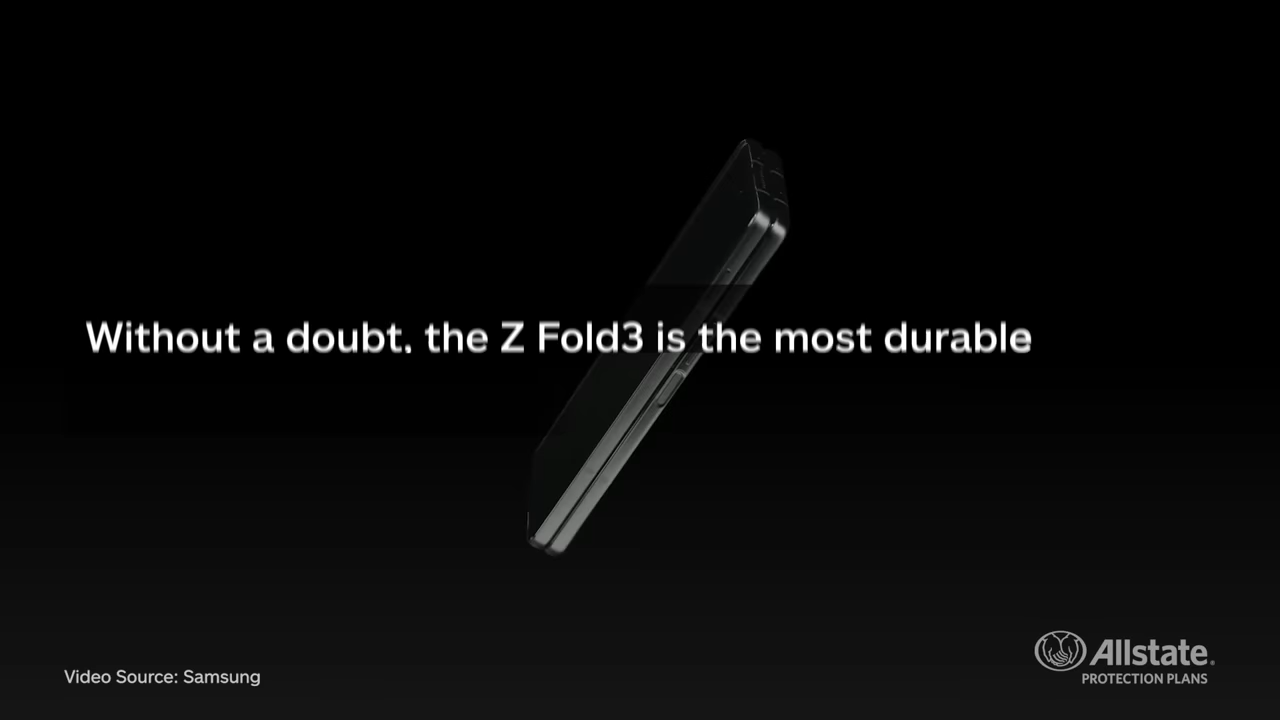 Without a doubt, the Z Fold3 is the most durable
Video Source: Samsung
Allstate®
PROTECTION PLANS